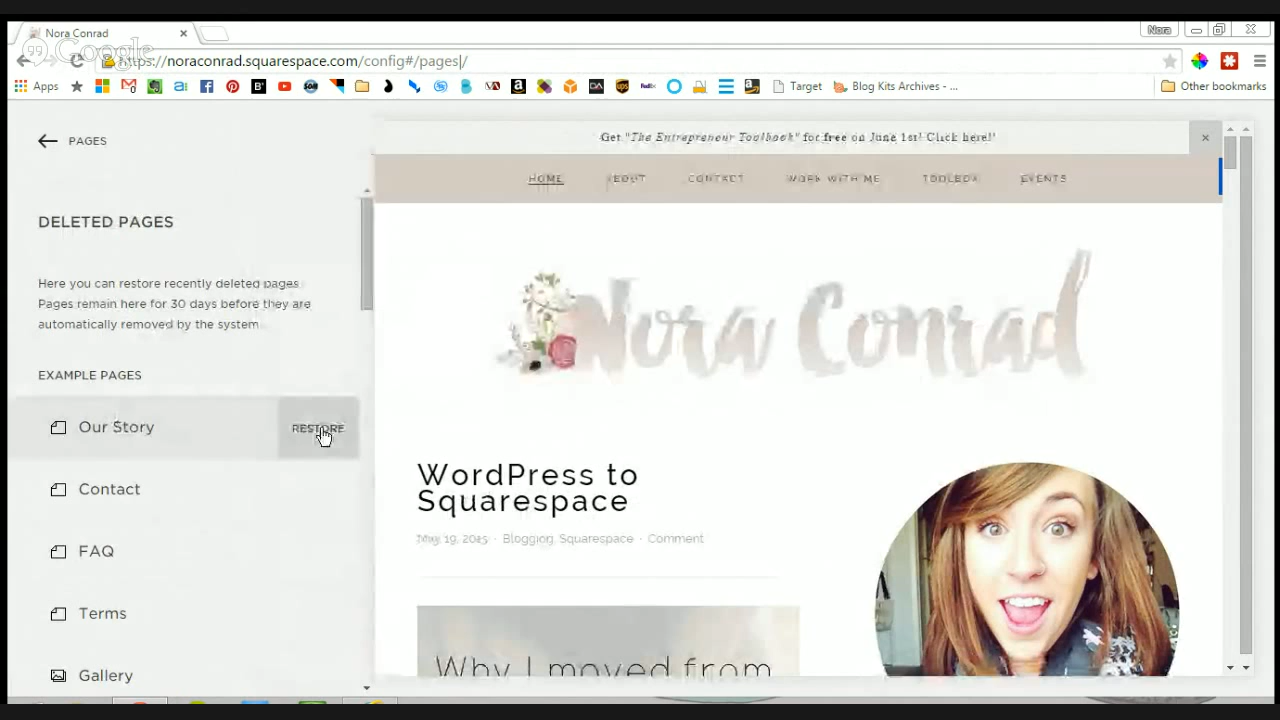 Nora Conrad
Nora
Google
https://noraconrad.squarespace.com/config#/pages|/
Apps
Target
Blog Kits Archives - ...
Other bookmarks
PAGES
DELETED PAGES
Here you can restore recently deleted pages.
Pages remain here for 30 days before they are
automatically removed by the system.
EXAMPLE PAGES
Our Story
RESTORE
Contact
FAQ
Terms
Gallery
Get "The Entrepreneur Toolbook" for free on June 1st! Click here!"
HOME ABOUT CONTACT WORK WITH ME TOOLBOX EVENTS
Nora Conrad
WordPress to
Squarespace
May 19, 2015 · Blogging, Squarespace · Comment
Why I moved from